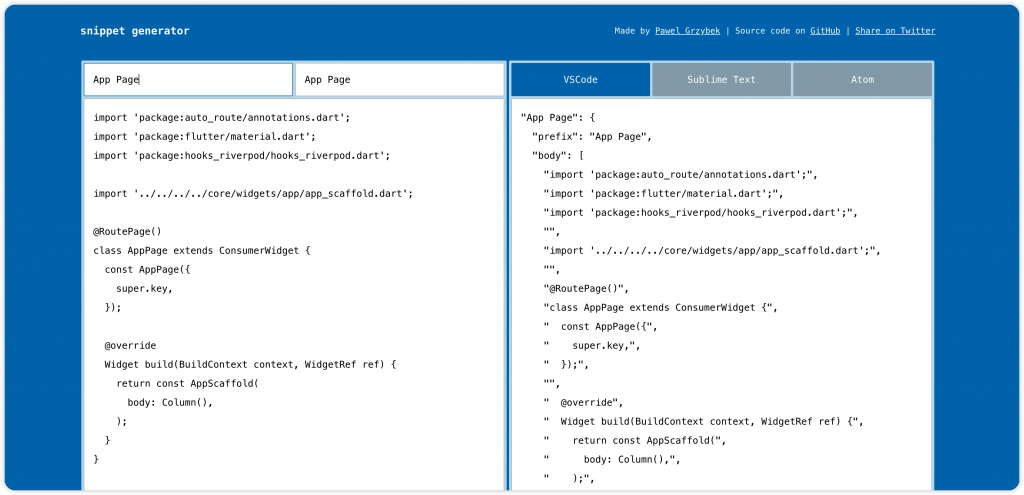 snippet generator
Made by Pawel Grzybek | Source code on GitHub | Share on Twitter
App Page
App Page
import 'package:auto_route/annotations.dart';
import 'package:flutter/material.dart';
import 'package:hooks_riverpod/hooks_riverpod.dart';
import '../../../../core/widgets/app/app_scaffold.dart';
@RoutePage()
class AppPage extends ConsumerWidget {
  const AppPage({
    super.key,
  });
  @override
  Widget build(BuildContext context, WidgetRef ref) {
    return const AppScaffold(
      body: Column(),
    );
  }
}
VSCode
Sublime Text
Atom
"App Page": {
  "prefix": "App Page",
  "body": [
    "import 'package:auto_route/annotations.dart';",
    "import 'package:flutter/material.dart';",
    "import 'package:hooks_riverpod/hooks_riverpod.dart';",
    "",
    "import '../../../../core/widgets/app/app_scaffold.dart';",
    "",
    "@RoutePage()",
    "class AppPage extends ConsumerWidget {",
    "  const AppPage({",
    "    super.key,",
    "  });",
    "",
    "  @override",
    "  Widget build(BuildContext context, WidgetRef ref) {",
    "    return const AppScaffold(",
    "      body: Column(),",
    "    );",